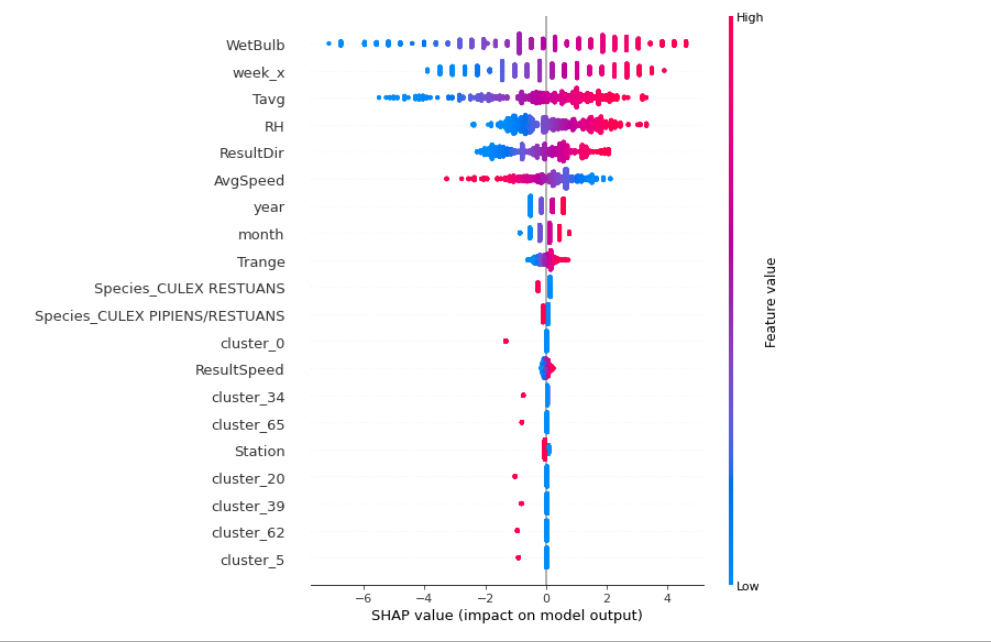 High
WetBulb
week_x
Tavg
RH
ResultDir
AvgSpeed
year
month
Trange
Species_CULEX RESTUANS
Species_CULEX PIPIENS/RESTUANS
cluster_0
ResultSpeed
cluster_34
cluster_65
Station
cluster_20
cluster_39
cluster_62
cluster_5
Feature value
Low
−6 −4 −2 0 2 4
SHAP value (impact on model output)